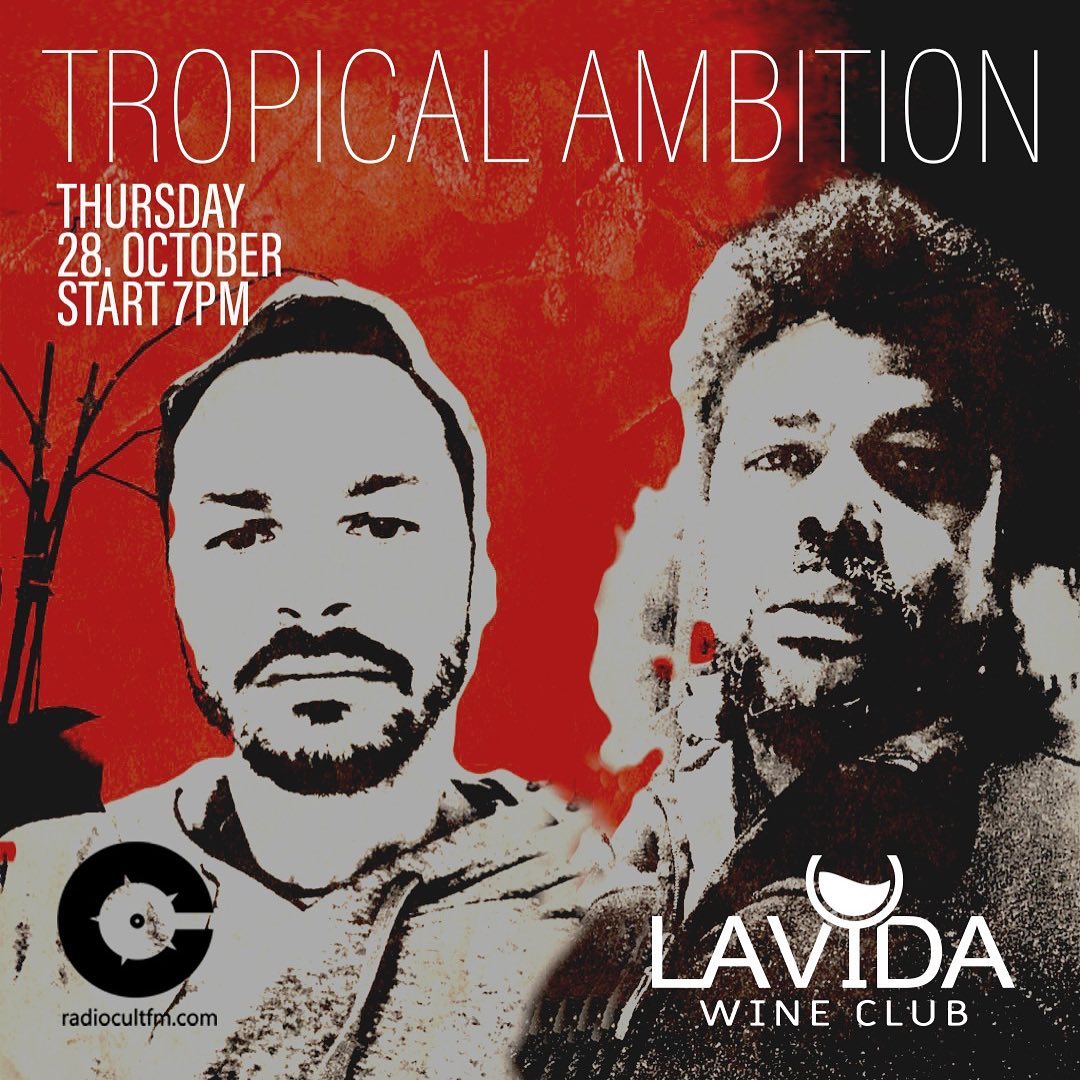 TROPICAL AMBITION
THURSDAY
28. OCTOBER
START 7PM
radiocultfm.com
LAVIDA
WINE CLUB